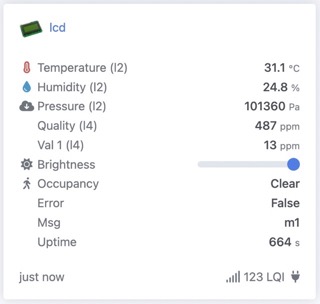 lcd
Temperature (l2) 31.1 °C
Humidity (l2) 24.8 %
Pressure (l2) 101360 Pa
Quality (l4) 487 ppm
Val 1 (l4) 13 ppm
Brightness
Occupancy Clear
Error False
Msg m1
Uptime 664 s
just now 123 LQI